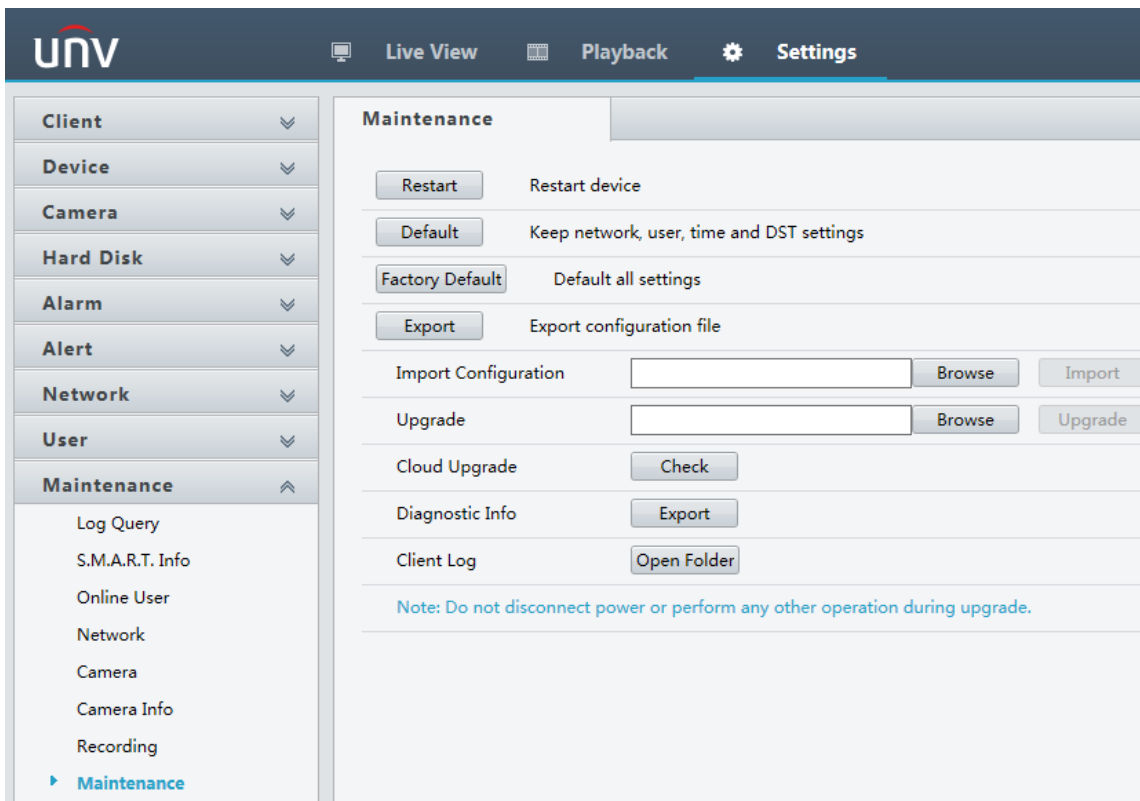 unv
Live View Playback Settings
Client
Device
Camera
Hard Disk
Alarm
Alert
Network
User
Maintenance
Log Query
S.M.A.R.T. Info
Online User
Network
Camera
Camera Info
Recording
Maintenance
Maintenance
Restart Restart device
Default Keep network, user, time and DST settings
Factory Default Default all settings
Export Export configuration file
Import Configuration Browse Import
Upgrade Browse Upgrade
Cloud Upgrade Check
Diagnostic Info Export
Client Log Open Folder
Note: Do not disconnect power or perform any other operation during upgrade.